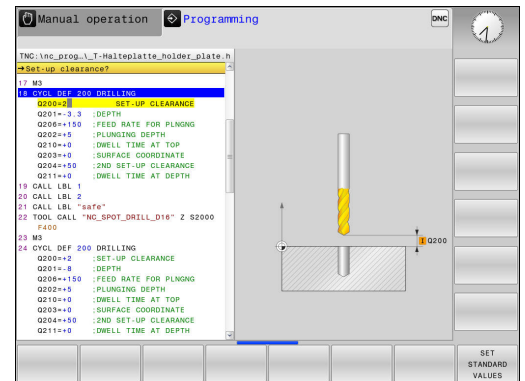 Manual operation
Programming
DNC
TNC:\nc_prog…\_T-Halteplatte_holder_plate.h
→Set-up clearance?
17 M3
18 CYCL DEF 200 DRILLING
Q200=2 SET-UP CLEARANCE
Q201=-3.3 ;DEPTH
Q206=+150 ;FEED RATE FOR PLNGNG
Q202=+5 ;PLUNGING DEPTH
Q210=+0 ;DWELL TIME AT TOP
Q203=+0 ;SURFACE COORDINATE
Q204=+50 ;2ND SET-UP CLEARANCE
Q211=+0 ;DWELL TIME AT DEPTH
19 CALL LBL 1
20 CALL LBL 2
21 CALL LBL "safe"
22 TOOL CALL "NC_SPOT_DRILL_D16" Z S2000
F400
23 M3
24 CYCL DEF 200 DRILLING
Q200=+2 ;SET-UP CLEARANCE
Q201=-8 ;DEPTH
Q206=+150 ;FEED RATE FOR PLNGNG
Q202=+5 ;PLUNGING DEPTH
Q210=+0 ;DWELL TIME AT TOP
Q203=+0 ;SURFACE COORDINATE
Q204=+50 ;2ND SET-UP CLEARANCE
Q211=+0 ;DWELL TIME AT DEPTH
I Q200
SET
STANDARD
VALUES